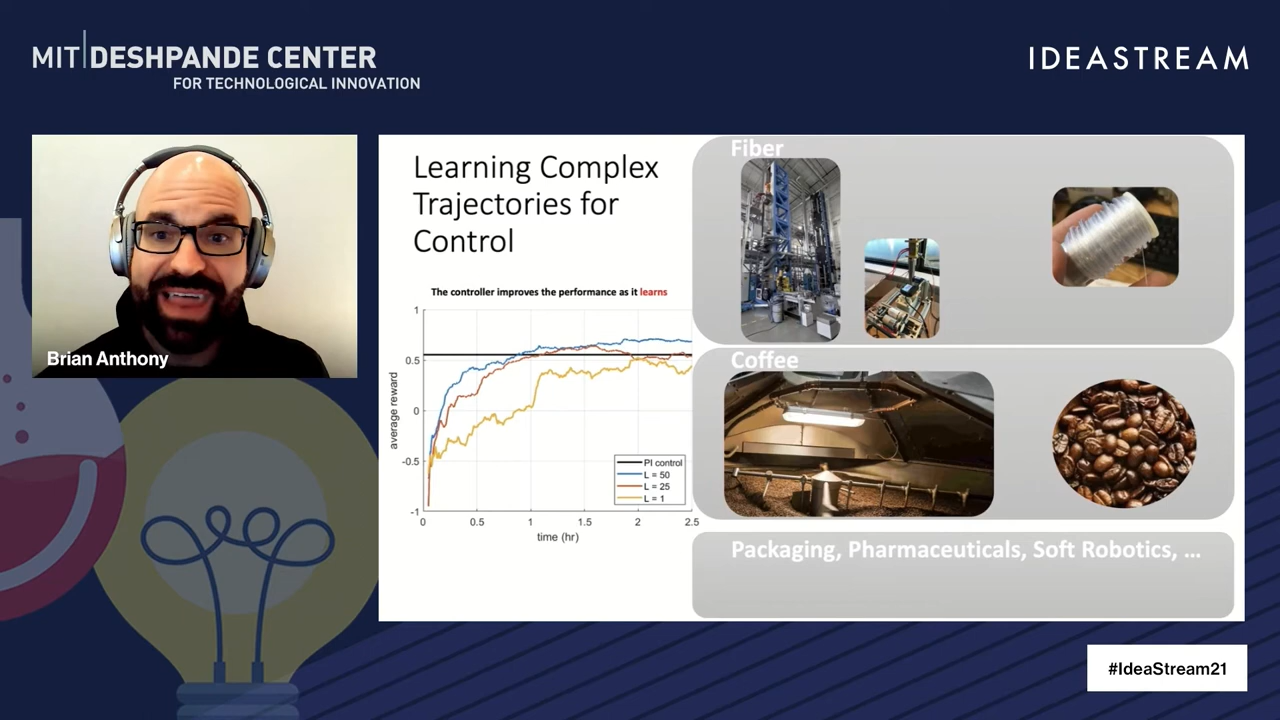 MIT DESHPANDE CENTER
FOR TECHNOLOGICAL INNOVATION
IDEASTREAM
Brian Anthony
Learning Complex
Trajectories for
Control
The controller improves the performance as it learns
1
0.5
0
-0.5
-1
average reward
0 0.5 1 1.5 2 2.5
time (hr)
PI control
L = 50
L = 25
L = 1
Fiber
Coffee
Packaging, Pharmaceuticals, Soft Robotics, ...
#IdeaStream21